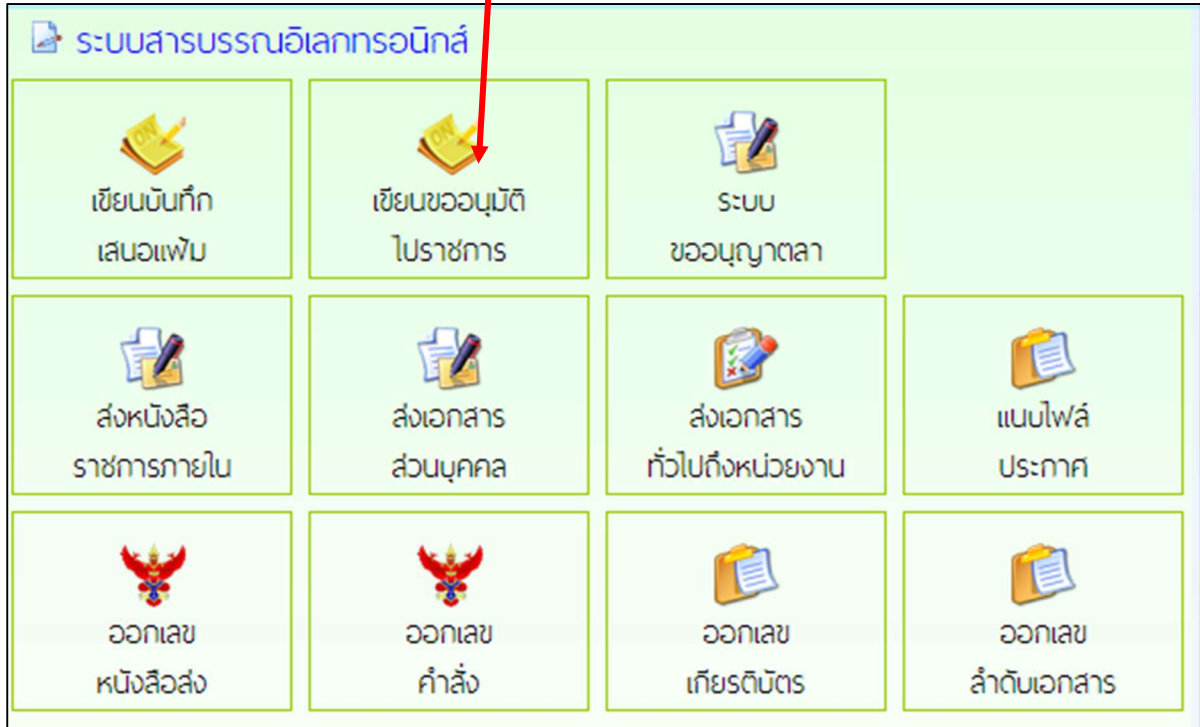 ระบบสารบรรณอิเลกทรอนิกส์
เขียนบันทึก
เสนอแฟ้ม
เขียนขออนุมัติ
ไปราชการ
ระบบ
ขออนุญาตลา
ส่งหนังสือ
ราชการภายใน
ส่งเอกสาร
ส่วนบุคคล
ส่งเอกสาร
ทั่วไปถึงหน่วยงาน
แนบไฟล์
ประกาศ
ออกเลข
หนังสือส่ง
ออกเลข
คำสั่ง
ออกเลข
เกียรติบัตร
ออกเลข
ลำดับเอกสาร